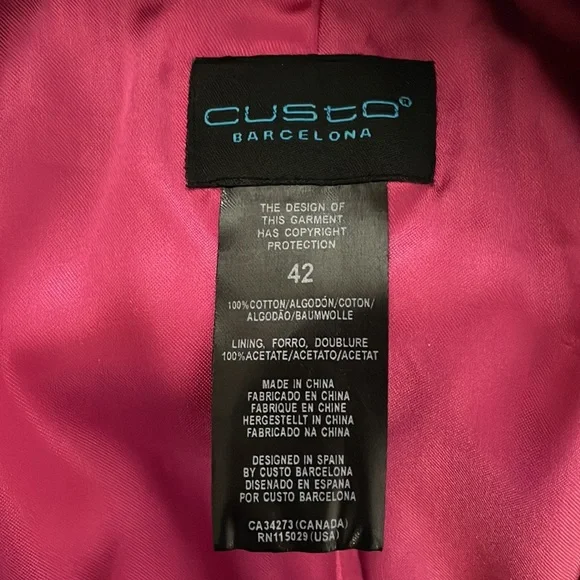 CUSTO
BARCELONA
THE DESIGN OF
THIS GARMENT
HAS COPYRIGHT
PROTECTION
42
100%COTTON/ALGODÓN/COTON/
ALGODÃO/BAUMWOLLE
LINING, FORRO, DOUBLURE
100%ACETATE/ACETATO/ACETAT
MADE IN CHINA
FABRICADO EN CHINA
FABRIQUE EN CHINE
HERGESTELLT IN CHINA
FABRICADO NA CHINA
DESIGNED IN SPAIN
BY CUSTO BARCELONA
DISENADO EN ESPANA
POR CUSTO BARCELONA
CA34273(CANADA)
RN115029(USA)